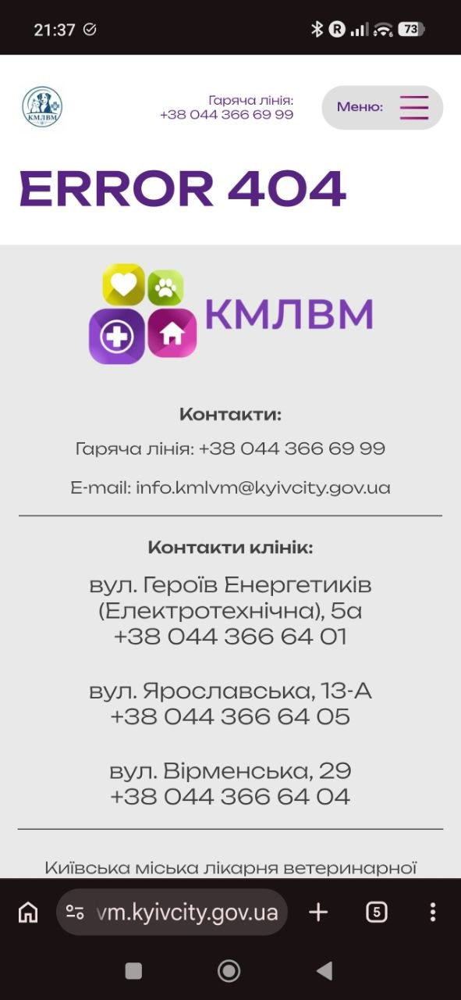 21:37
R
6
73
КМЛВМ
Гаряча лінія:
+38 044 366 69 99
Меню:
ERROR 404
КМЛВМ
Контакти:
Гаряча лінія: +38 044 366 69 99
E-mail: info.kmlvm@kyivcity.gov.ua
Контакти клінік:
вул. Героїв Енергетиків
(Електротехнічна), 5а
+38 044 366 64 01
вул. Ярославська, 13-А
+38 044 366 64 05
вул. Вірменська, 29
+38 044 366 64 04
Київська міська лікарня ветеринарної
vm.kyivcity.gov.ua
5